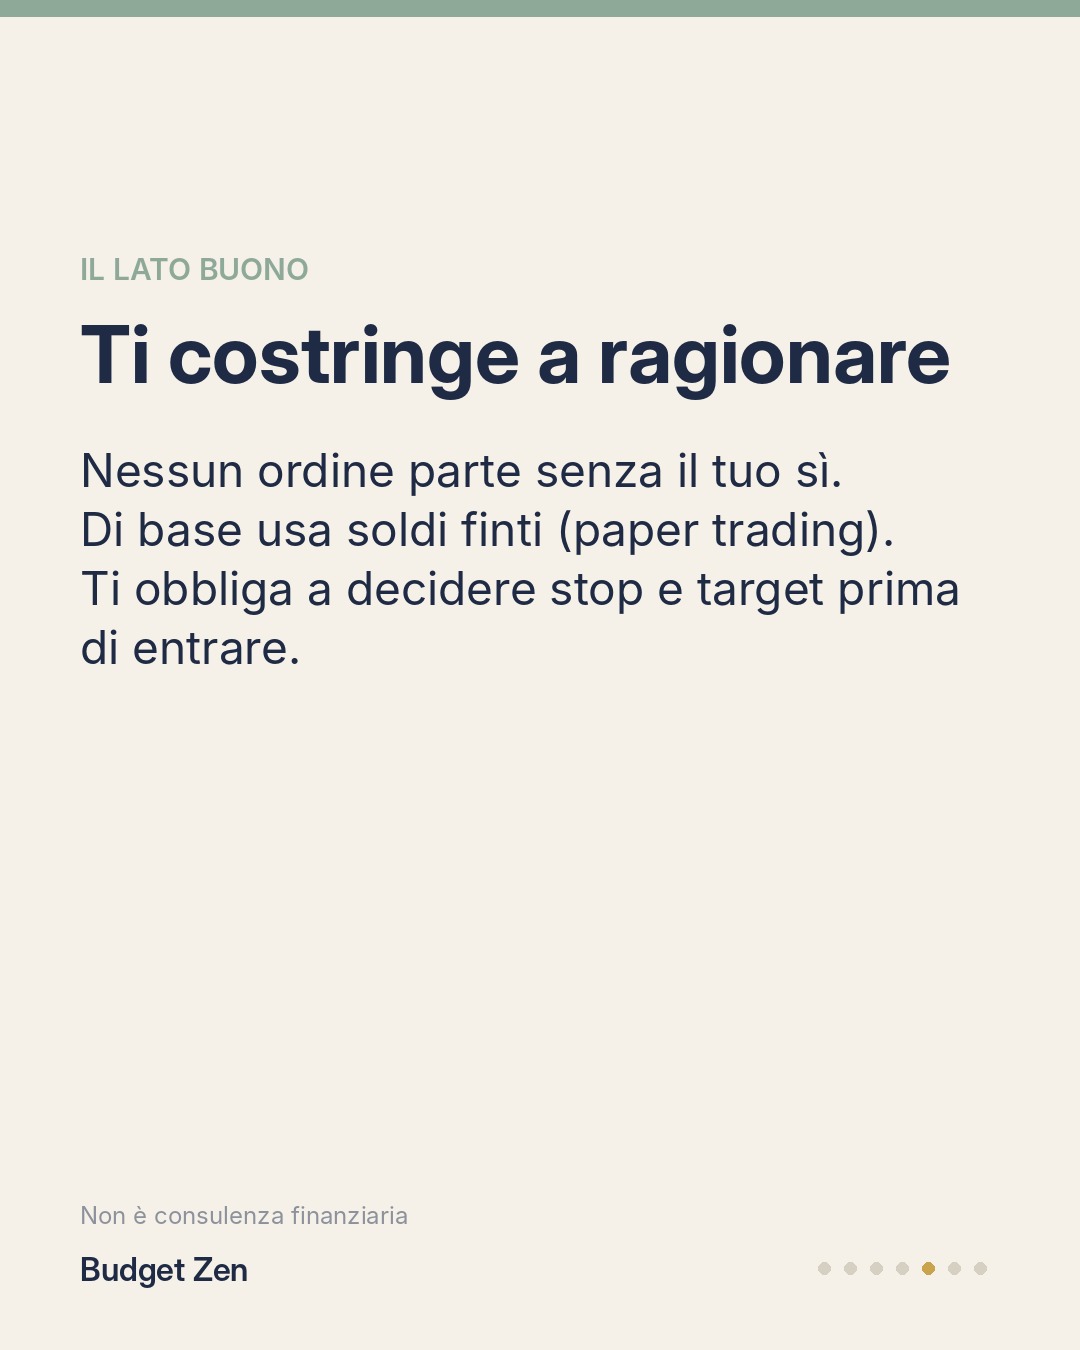 IL LATO BUONO
Ti costringe a ragionare
Nessun ordine parte senza il tuo sì.
Di base usa soldi finti (paper trading).
Ti obbliga a decidere stop e target prima
di entrare.
Non è consulenza finanziaria
Budget Zen